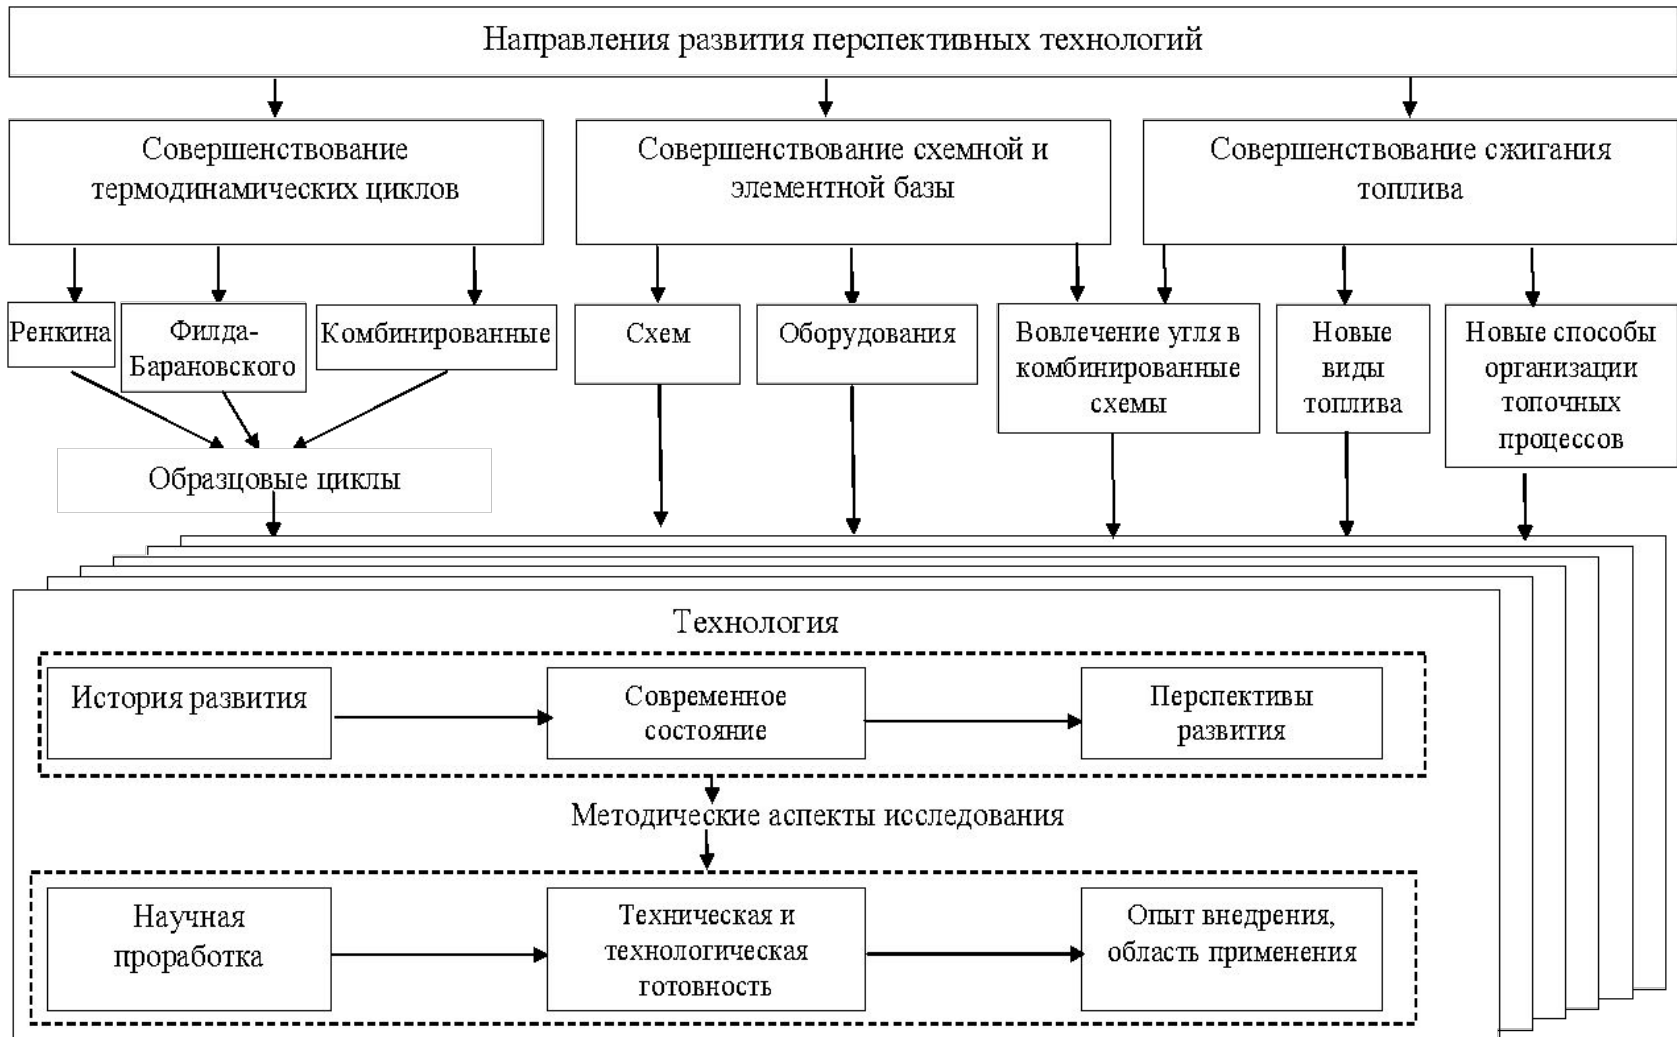 Направления развития перспективных технологий
Совершенствование
термодинамических циклов
Совершенствование схемной и
элементной базы
Совершенствование сжигания
топлива
Ренкина
Филда-
Барановского
Комбинированные
Схем
Оборудования
Вовлечение угля в
комбинированные
схемы
Новые
виды
топлива
Новые способы
организации
топочных
процессов
Образцовые циклы
Технология
История развития
Современное
состояние
Перспективы
развития
Методические аспекты исследования
Научная
проработка
Техническая и
технологическая
готовность
Опыт внедрения,
область применения